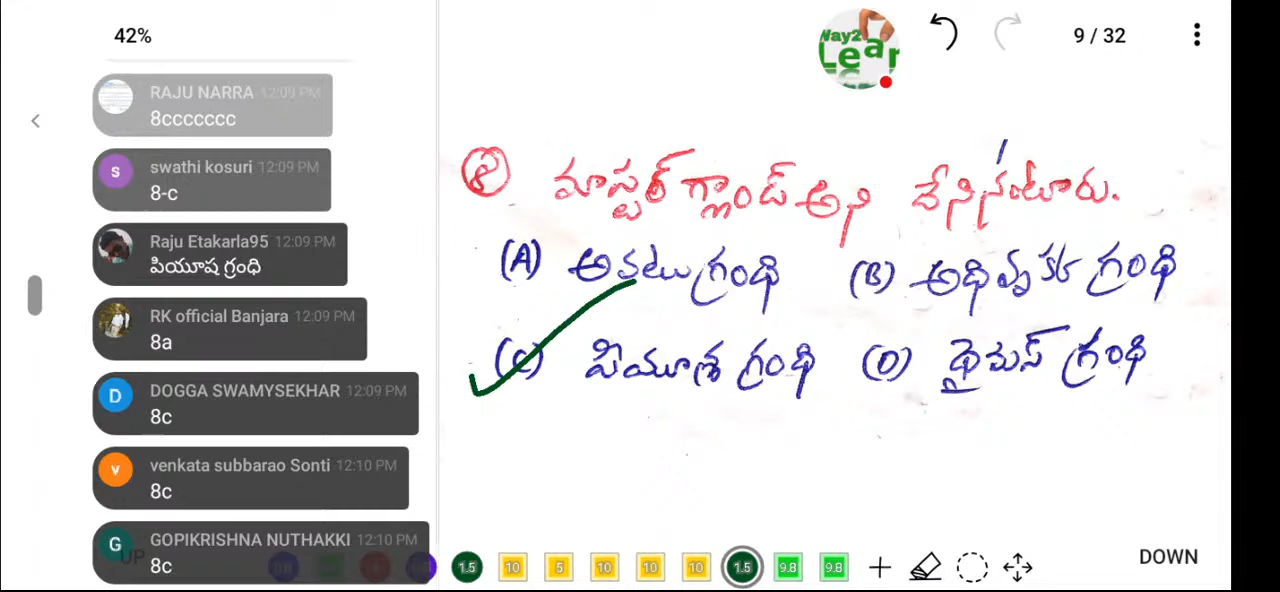 42%
RAJU NARRA 12:09 PM
8ccccccc
swathi kosuri 12:09 PM
s
8-c
Raju Etakarla95 12:09 PM
పియూష గ్రంధి
RK official Banjara 12:09 PM
8a
DOGGA SWAMYSEKHAR 12:09 PM
D
8c
venkata subbarao Sonti 12:10 PM
v
8c
GOPIKRISHNA NUTHAKKI 12:10 PM
G
8c
UP
Way2
Lear
9 / 32
8 మాస్టర్ గ్లాండ్ అని దేనినంటారు.
(A) అవటు గ్రంధి (B) అధివృక్క గ్రంధి
(C) పియూశ గ్రంధి (D) థైమస్ గ్రంధి
1.5 10 5 10 10 10 1.5 9.8 9.8
DOWN